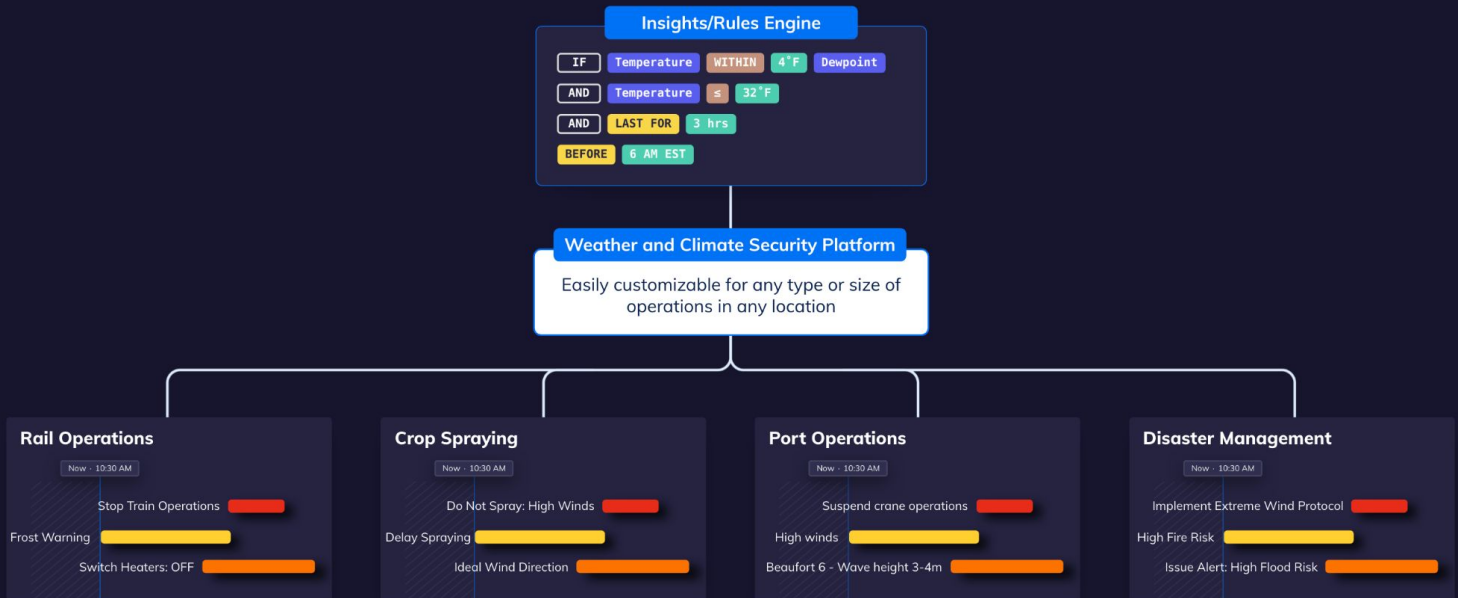 Insights/Rules Engine
IF Temperature WITHIN 4°F Dewpoint
AND Temperature ≤ 32°F
AND LAST FOR 3 hrs
BEFORE 6 AM EST
Weather and Climate Security Platform
Easily customizable for any type or size of
operations in any location
Rail Operations
Now · 10:30 AM
Stop Train Operations
Frost Warning
Switch Heaters: OFF
Crop Spraying
Now · 10:30 AM
Do Not Spray: High Winds
Delay Spraying
Ideal Wind Direction
Port Operations
Now · 10:30 AM
Suspend crane operations
High winds
Beaufort 6 - Wave height 3-4m
Disaster Management
Now · 10:30 AM
Implement Extreme Wind Protocol
High Fire Risk
Issue Alert: High Flood Risk